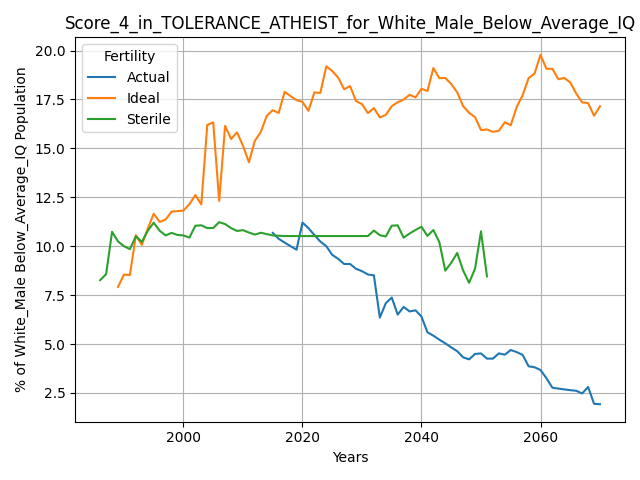 Score_4_in_TOLERANCE_ATHEIST_for_White_Male_Below_Average_IQ
% of White_Male Below_Average_IQ Population
20.0
17.5
15.0
12.5
10.0
7.5
5.0
2.5
Fertility
Actual
Ideal
Sterile
2000
2020
2040
2060
Years